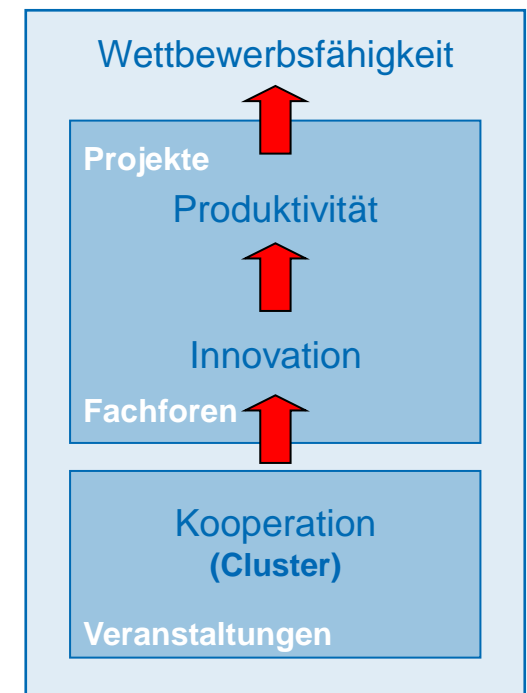 Wettbewerbsfähigkeit
Projekte
Produktivität
Innovation
Fachforen
Kooperation
(Cluster)
Veranstaltungen